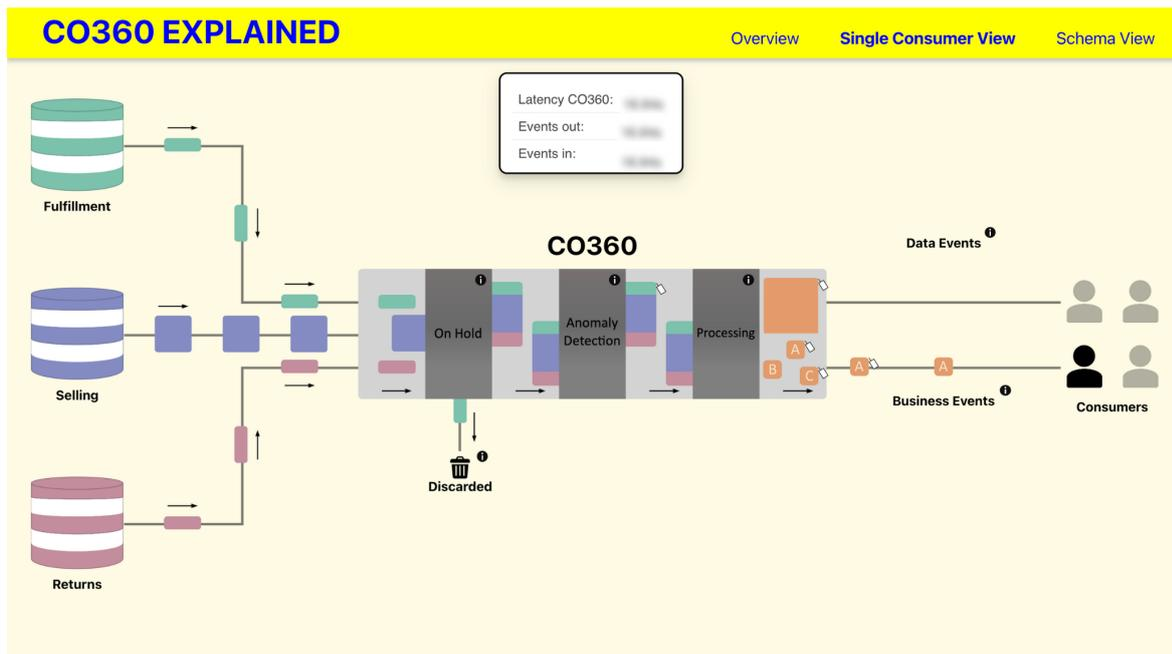 CO360 EXPLAINED
Overview
Single Consumer View
Schema View
Latency CO360:
Events out:
Events in:
Fulfillment
CO360
Data Events
On Hold
Anomaly
Detection
Processing
A
B
C
A
A
Selling
Business Events
Consumers
Discarded
Returns